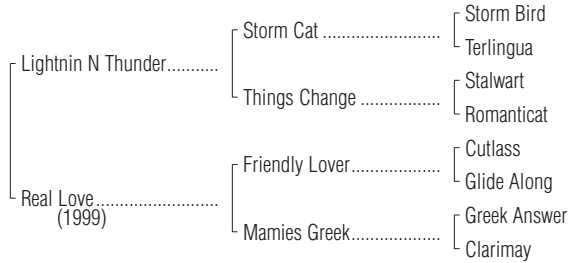 Storm Bird
Storm Cat ........................
Terlingua
Lightnin N Thunder..........
Stalwart
Things Change ................
Romanticat
Cutlass
Friendly Lover..................
Glide Along
Real Love........................
(1999)
Greek Answer
Mamies Greek..................
Clarimay